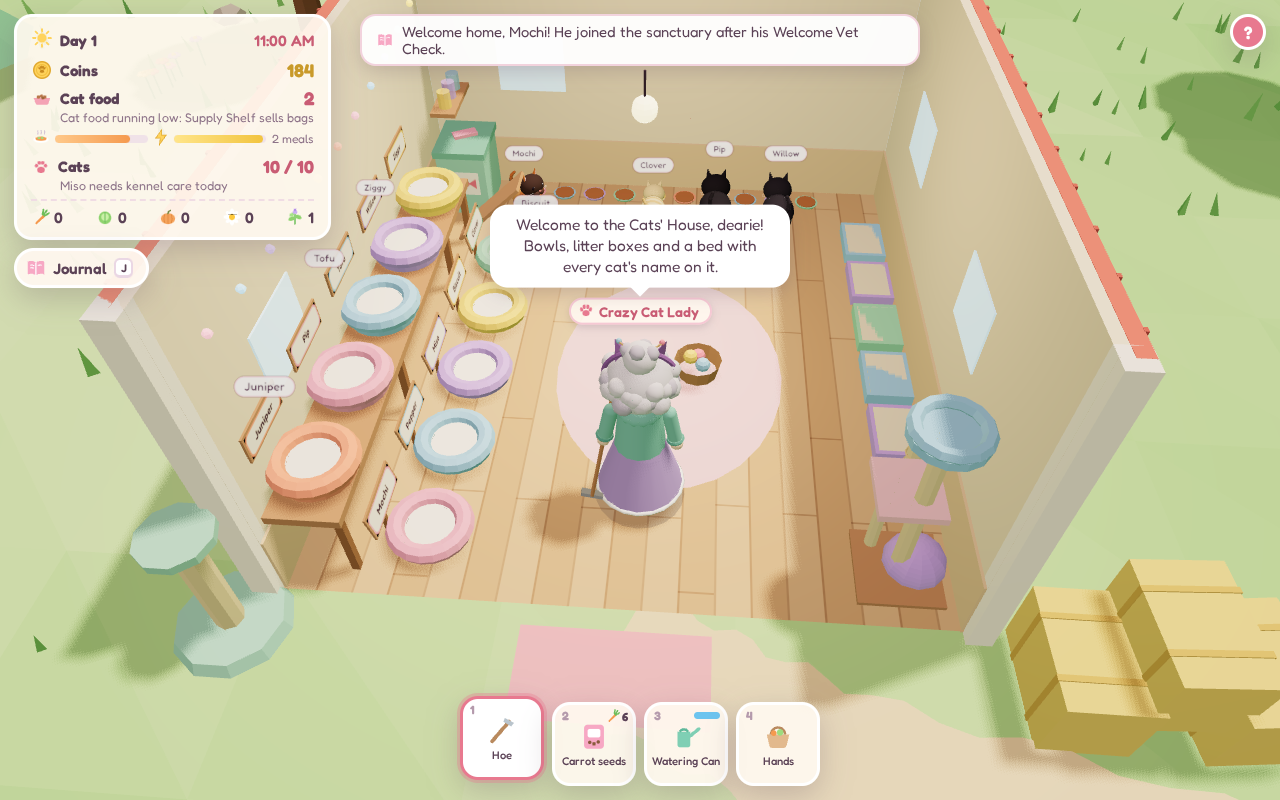 Day 1
11:00 AM
Coins
184
Cat food
2
Cat food running low: Supply Shelf sells bags
2 meals
Cats
10 / 10
Miso needs kennel care today
0
0
0
0
1
Journal
J
Welcome home, Mochi! He joined the sanctuary after his Welcome Vet
Check.
?
Mochi
Clover
Pip
Willow
Ziggy
Biscuit
Tofu
Juniper
Welcome to the Cats' House, dearie!
Bowls, litter boxes and a bed with
every cat's name on it.
Crazy Cat Lady
Pip
Juniper
Pepper
Mochi
1
Hoe
2
6
Carrot seeds
3
Watering Can
4
Hands